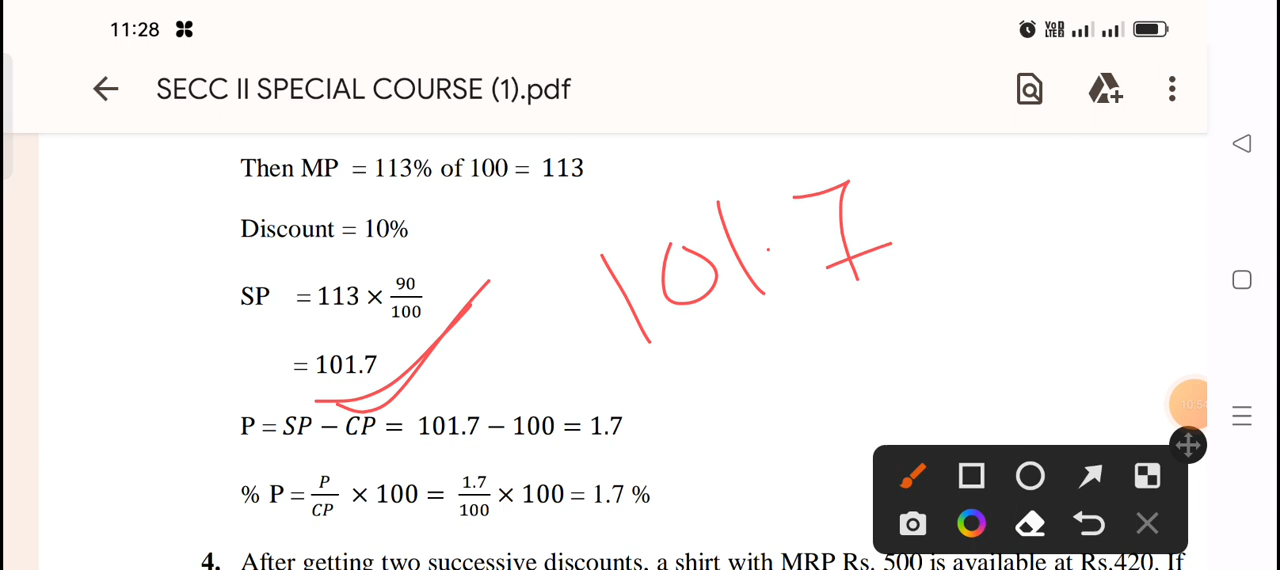 11:28 Vo) LTE2
SECC II SPECIAL COURSE (1).pdf
Then MP = 113% of 100 = 113
Discount = 10%
SP = 113 × 90/100
= 101.7
101.7
P = SP − CP = 101.7 − 100 = 1.7
% P = P/CP × 100 = 1.7/100 × 100 = 1.7 %
4. After getting two successive discounts, a shirt with MRP Rs. 500 is available at Rs.420. If